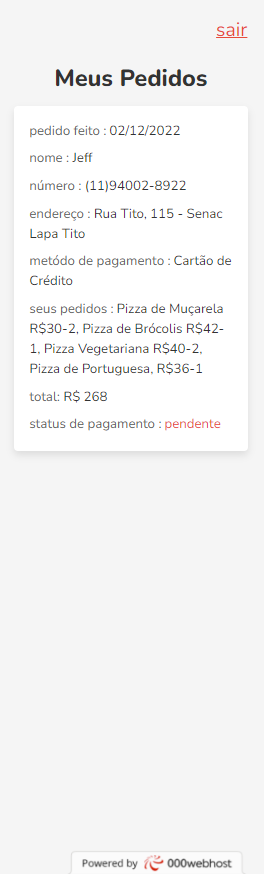 sair
Meus Pedidos
pedido feito : 02/12/2022
nome : Jeff
número : (11)94002-8922
endereço : Rua Tito, 115 - Senac
Lapa Tito
metódo de pagamento : Cartão de
Crédito
seus pedidos : Pizza de Muçarela
R$30-2, Pizza de Brócolis R$42-
1, Pizza Vegetariana R$40-2,
Pizza de Portuguesa, R$36-1
total: R$ 268
status de pagamento : pendente
Powered by 000webhost